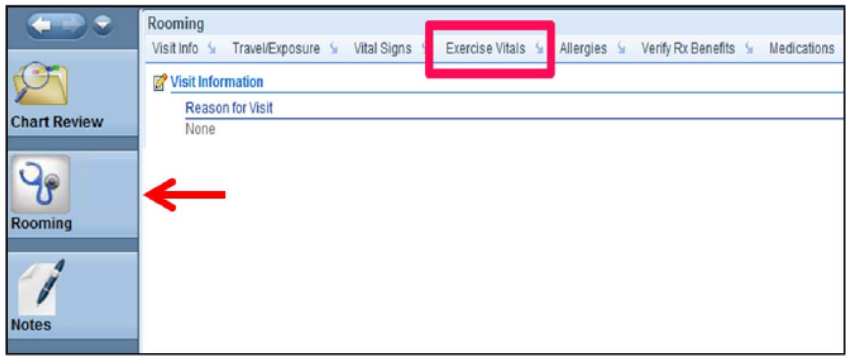 Rooming
Visit Info Travel/Exposure Vital Signs Exercise Vitals Allergies Verify Rx Benefits Medications
Visit Information
Reason for Visit
None
Chart Review
Rooming
Notes